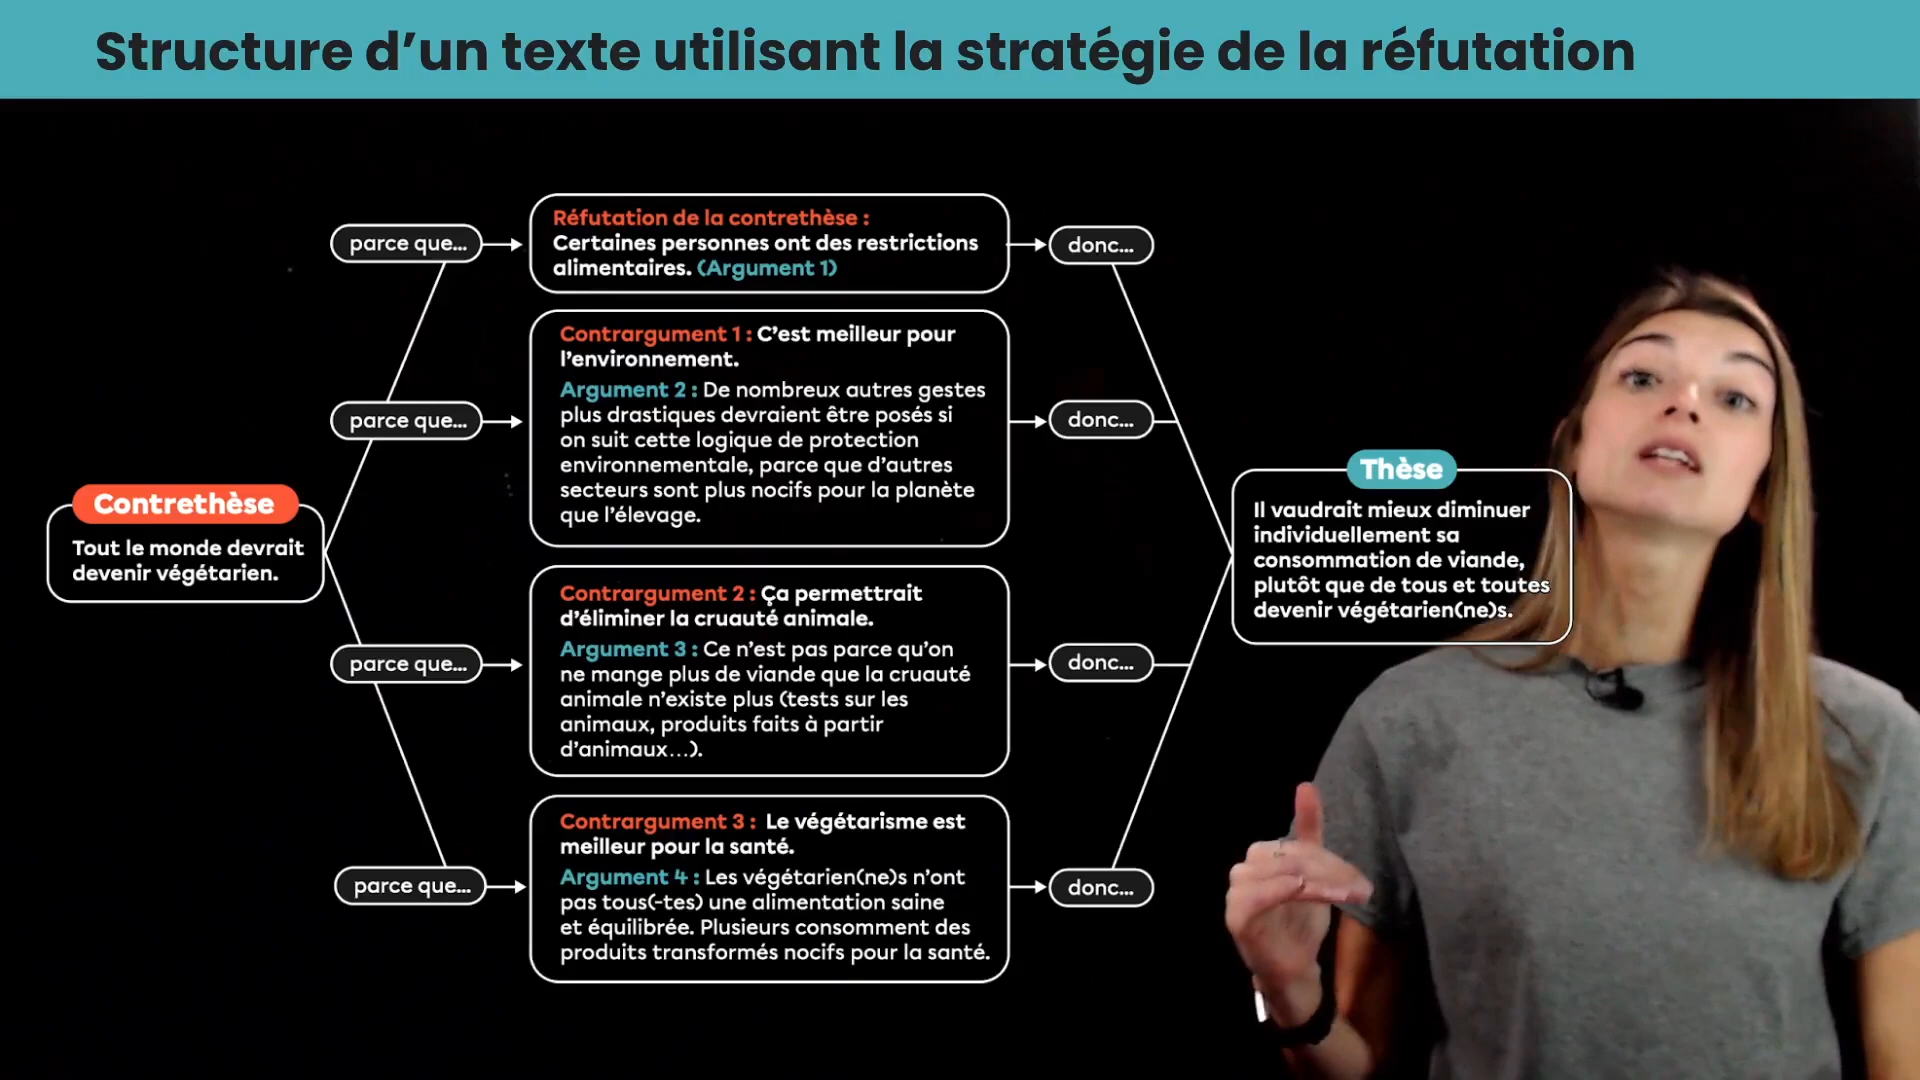 Structure d’un texte utilisant la stratégie de la réfutation
Contrethèse
Tout le monde devrait
devenir végétarien.
parce que...
Réfutation de la contrethèse :
Certaines personnes ont des restrictions
alimentaires. (Argument 1)
donc...
parce que...
Contrargument 1 : C’est meilleur pour
l’environnement.
Argument 2 : De nombreux autres gestes
plus drastiques devraient être posés si
on suit cette logique de protection
environnementale, parce que d’autres
secteurs sont plus nocifs pour la planète
que l’élevage.
donc...
parce que...
Contrargument 2 : Ça permettrait
d’éliminer la cruauté animale.
Argument 3 : Ce n’est pas parce qu’on
ne mange plus de viande que la cruauté
animale n’existe plus (tests sur les
animaux, produits faits à partir
d’animaux...).
donc...
parce que...
Contrargument 3 : Le végétarisme est
meilleur pour la santé.
Argument 4 : Les végétarien(ne)s n’ont
pas tous(-tes) une alimentation saine
et équilibrée. Plusieurs consomment des
produits transformés nocifs pour la santé.
donc...
Thèse
Il vaudrait mieux diminuer
individuellement sa
consommation de viande,
plutôt que de tous et toutes
devenir végétarien(ne)s.